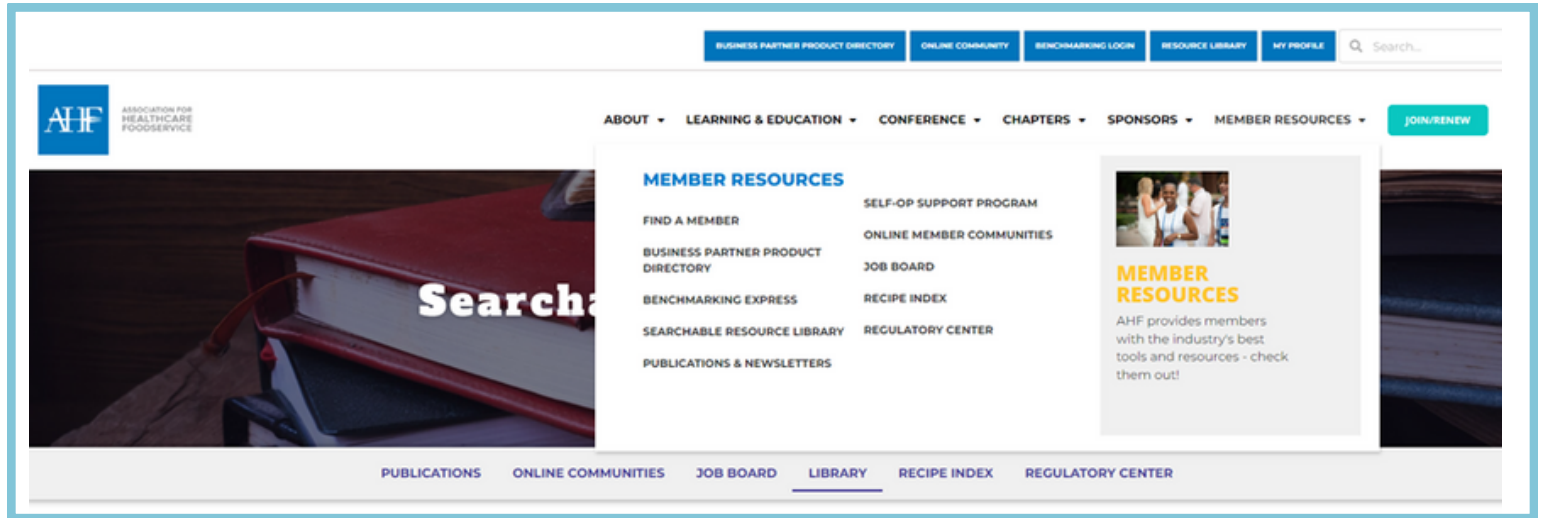 BUSINESS PARTNER PRODUCT DIRECTORY
ONLINE COMMUNITY
BENCHMARKING LOGIN
RESOURCE LIBRARY
MY PROFILE
Search...
AHF
ASSOCIATION FOR
HEALTHCARE
FOODSERVICE
ABOUT
LEARNING & EDUCATION
CONFERENCE
CHAPTERS
SPONSORS
MEMBER RESOURCES
JOIN/RENEW
MEMBER RESOURCES
FIND A MEMBER
BUSINESS PARTNER PRODUCT
DIRECTORY
BENCHMARKING EXPRESS
SEARCHABLE RESOURCE LIBRARY
PUBLICATIONS & NEWSLETTERS
SELF-OP SUPPORT PROGRAM
ONLINE MEMBER COMMUNITIES
JOB BOARD
RECIPE INDEX
REGULATORY CENTER
MEMBER
RESOURCES
AHF provides members
with the industry's best
tools and resources - check
them out!
Searcha
PUBLICATIONS
ONLINE COMMUNITIES
JOB BOARD
LIBRARY
RECIPE INDEX
REGULATORY CENTER